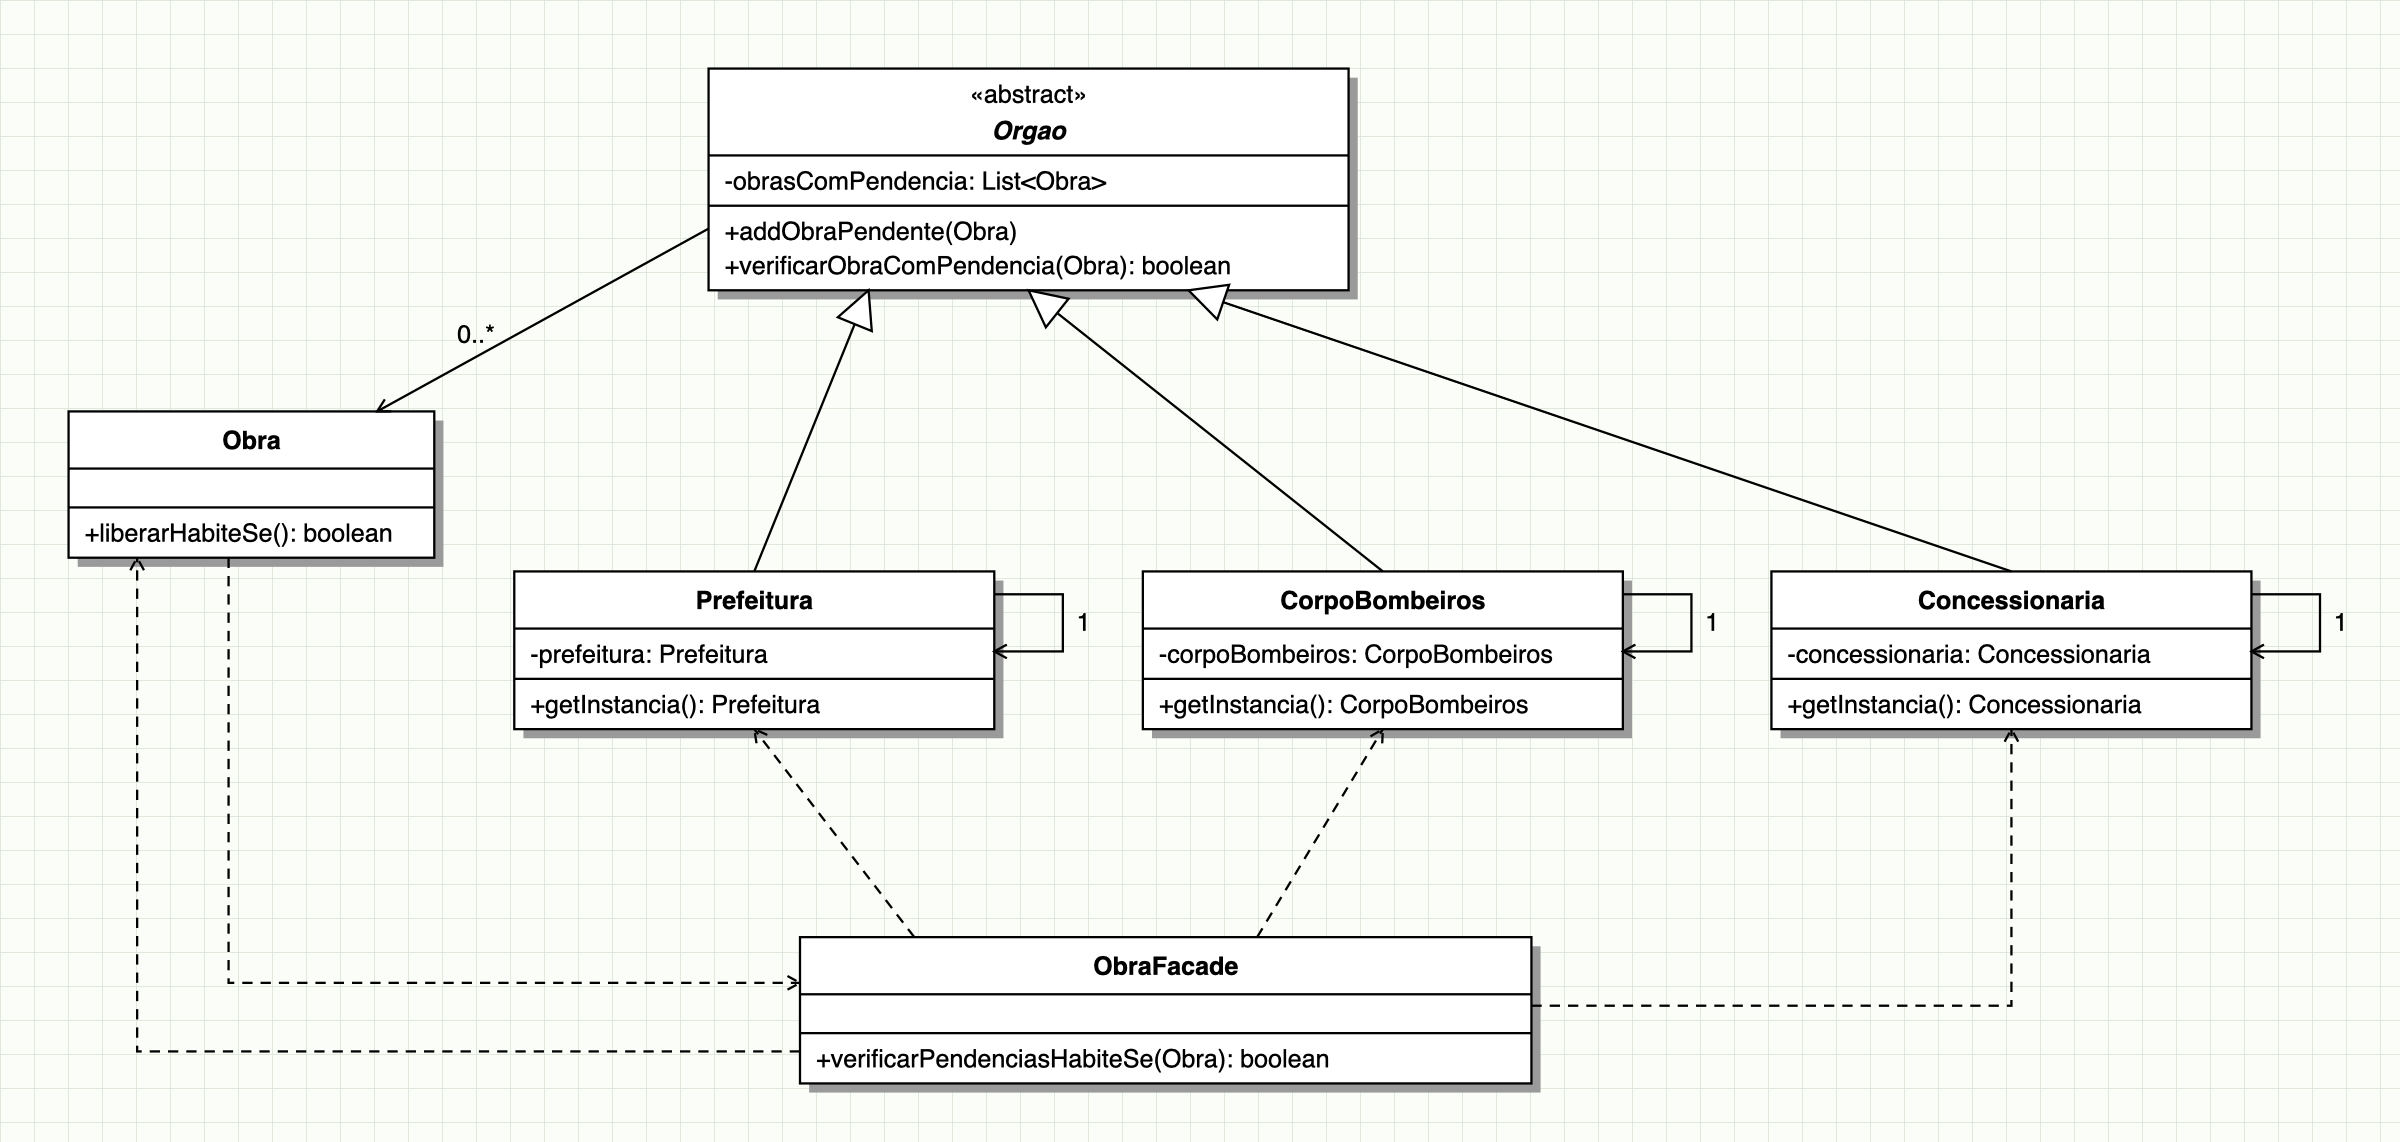 «abstract»
Orgao
-obrasComPendencia: List<Obra>
+addObraPendente(Obra)
+verificarObraComPendencia(Obra): boolean
0..*
Obra
+liberarHabiteSe(): boolean
Prefeitura
-prefeitura: Prefeitura
+getInstancia(): Prefeitura
1
CorpoBombeiros
-corpoBombeiros: CorpoBombeiros
+getInstancia(): CorpoBombeiros
1
Concessionaria
-concessionaria: Concessionaria
+getInstancia(): Concessionaria
1
ObraFacade
+verificarPendenciasHabiteSe(Obra): boolean